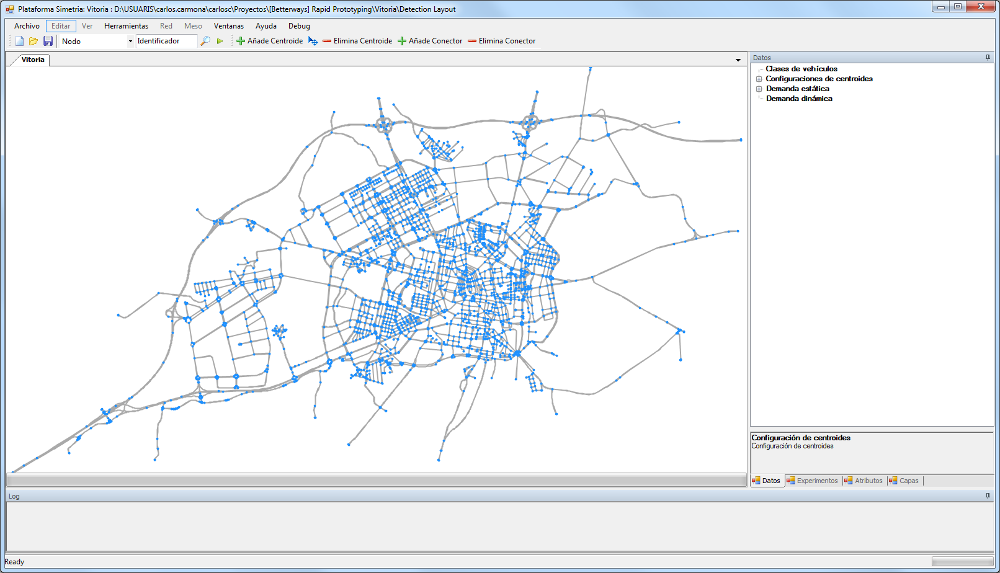 Plataforma Simetria: Vitoria : D:\USUARIS\carlos.carmona\carlosc\Proyectos\[Betterways] Rapid Prototyping\Vitoria\Detection Layout
Archivo Editar Ver Herramientas Red Meso Ventanas Ayuda Debug
Nodo Identificador Añade Centroide Elimina Centroide Añade Conector Elimina Conector
Vitoria
Datos
Clases de vehículos
Configuraciones de centroides
Demanda estática
Demanda dinámica
Configuración de centroides
Configuración de centroides
Datos Experimentos Atributos Capas
Log
Ready